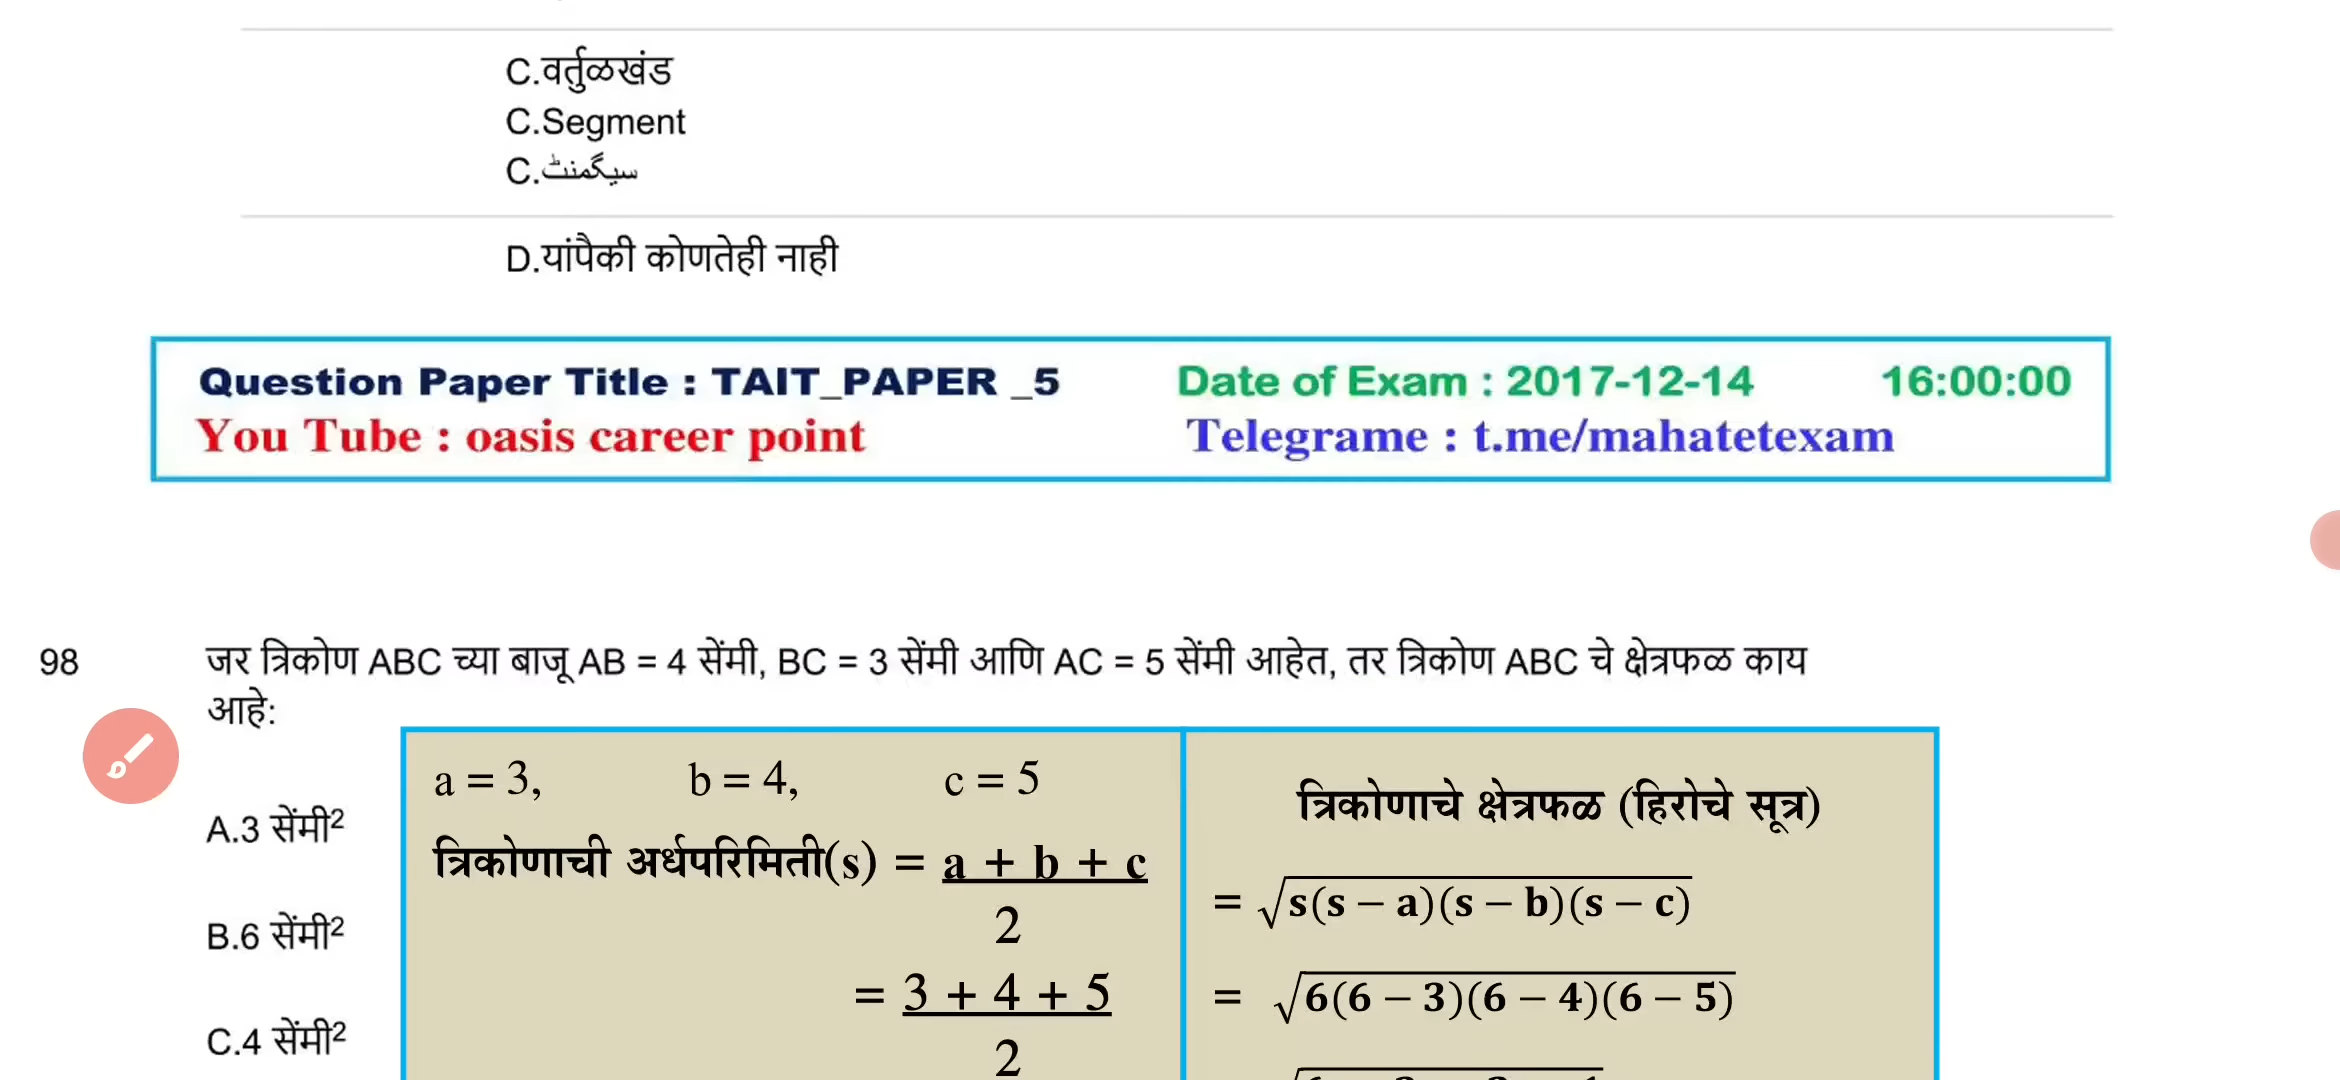 C.वर्तुळखंड
C.Segment
C.سیگمنٹ
D.यांपैकी कोणतेही नाही
Question Paper Title : TAIT_PAPER _5 Date of Exam : 2017-12-14 16:00:00
You Tube : oasis career point Telegrame : t.me/mahatetexam
98 जर त्रिकोण ABC च्या बाजू AB = 4 सेंमी, BC = 3 सेंमी आणि AC = 5 सेंमी आहेत, तर त्रिकोण ABC चे क्षेत्रफळ काय
आहे:
A.3 सेंमी²
B.6 सेंमी²
C.4 सेंमी²
a = 3, b = 4, c = 5
त्रिकोणाची अर्धपरिमिती(s) = a + b + c
2
= 3 + 4 + 5
2
त्रिकोणाचे क्षेत्रफळ (हिरोचे सूत्र)
= √s(s − a)(s − b)(s − c)
= √6(6 − 3)(6 − 4)(6 − 5)